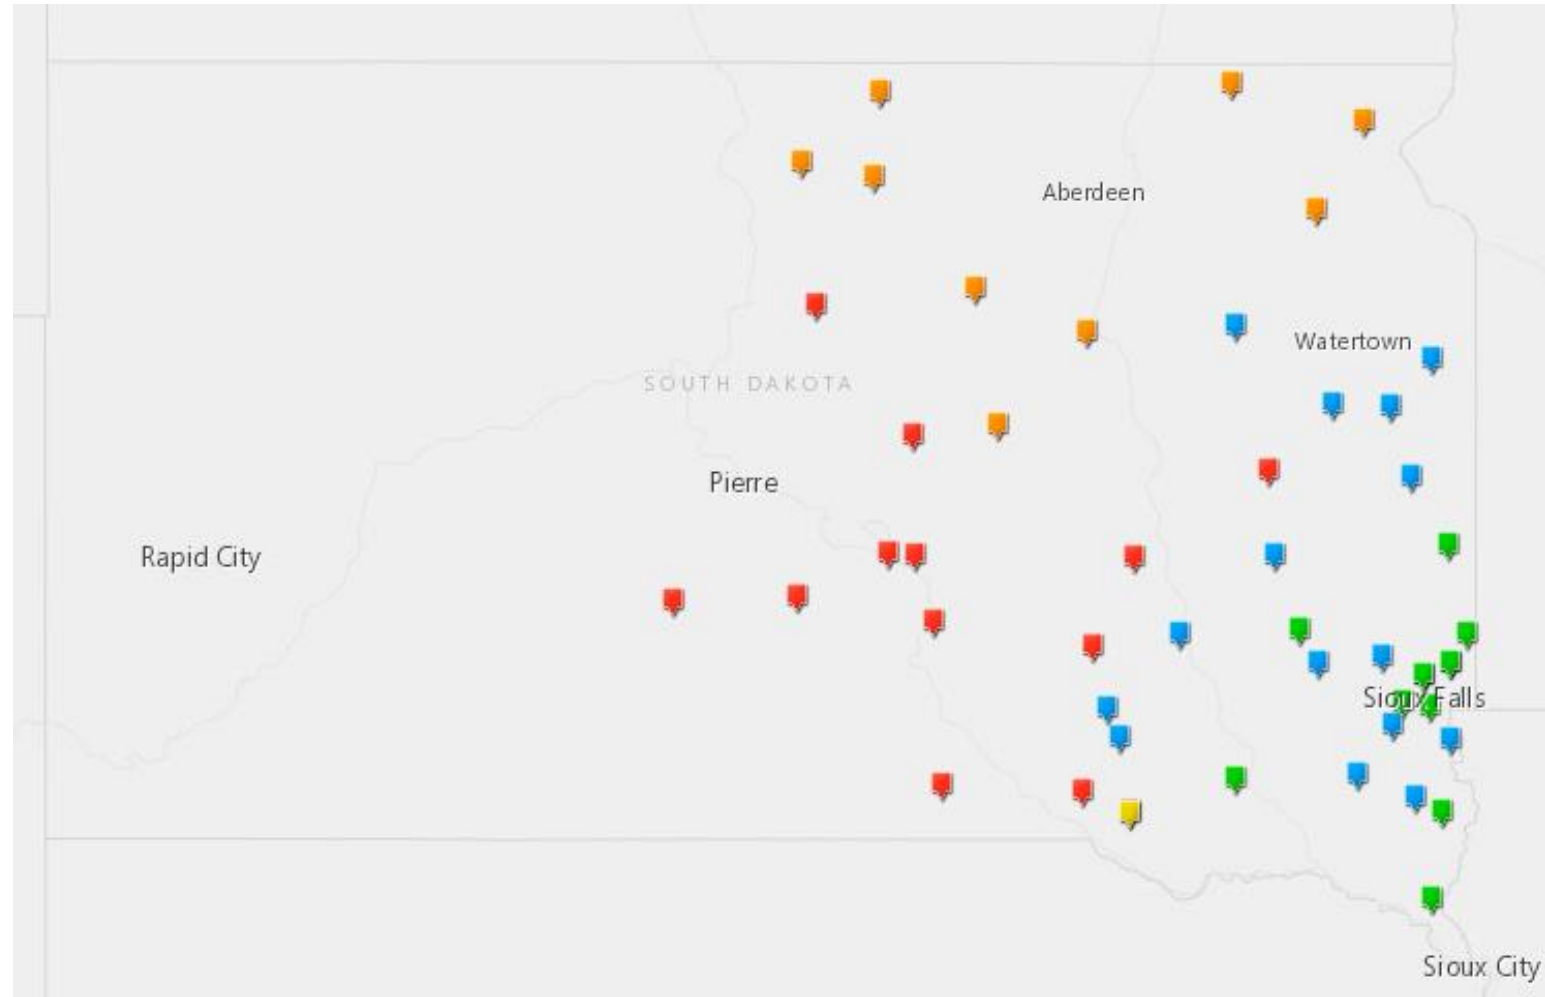 Aberdeen
Watertown
SOUTH DAKOTA
Pierre
Rapid City
Sioux Falls
Sioux City